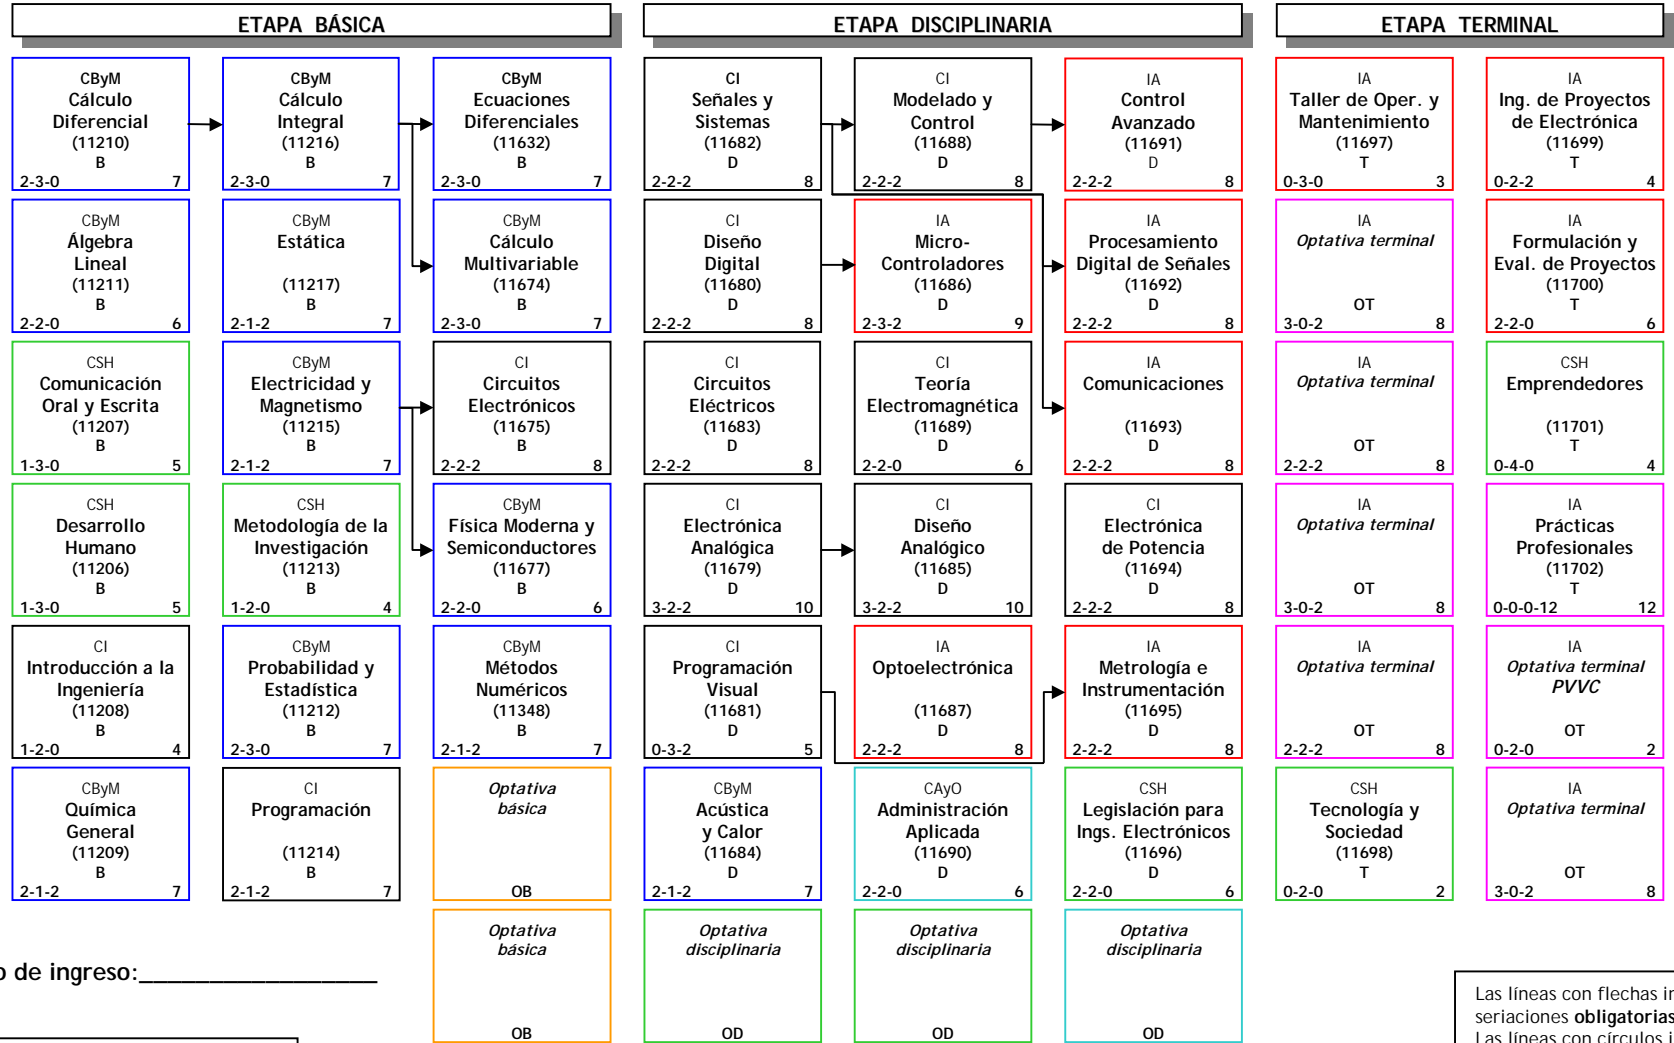 ETAPA BÁSICA
CByM
Cálculo
Diferencial
(11210)
B
2-3-0 7
CByM
Cálculo
Integral
(11216)
B
2-3-0 7
CByM
Ecuaciones
Diferenciales
(11632)
B
2-3-0 7
CByM
Álgebra
Lineal
(11211)
B
2-2-0 6
CByM
Estática
(11217)
B
2-1-2 7
CByM
Cálculo
Multivariable
(11674)
B
2-3-0 7
CSH
Comunicación
Oral y Escrita
(11207)
B
1-3-0 5
CByM
Electricidad y
Magnetismo
(11215)
B
2-1-2 7
CI
Circuitos
Electrónicos
(11675)
B
2-2-2 8
CSH
Desarrollo
Humano
(11206)
B
1-3-0 5
CSH
Metodología de la
Investigación
(11213)
B
1-2-0 4
CByM
Física Moderna y
Semiconductores
(11677)
B
2-2-0 6
CI
Introducción a la
Ingeniería
(11208)
B
1-2-0 4
CByM
Probabilidad y
Estadística
(11212)
B
2-3-0 7
CByM
Métodos
Numéricos
(11348)
B
2-1-2 7
CByM
Química
General
(11209)
B
2-1-2 7
CI
Programación
(11214)
B
2-1-2 7
Optativa
básica
OB
Optativa
básica
OB
ETAPA DISCIPLINARIA
CI
Señales y
Sistemas
(11682)
D
2-2-2 8
CI
Modelado y
Control
(11688)
D
2-2-2 8
IA
Control
Avanzado
(11691)
D
2-2-2 8
CI
Diseño
Digital
(11680)
D
2-2-2 8
IA
Micro-
Controladores
(11686)
D
2-3-2 9
IA
Procesamiento
Digital de Señales
(11692)
D
2-2-2 8
CI
Circuitos
Eléctricos
(11683)
D
2-2-2 8
CI
Teoría
Electromagnética
(11689)
D
2-2-0 6
IA
Comunicaciones
(11693)
D
2-2-2 8
CI
Electrónica
Analógica
(11679)
D
3-2-2 10
CI
Diseño
Analógico
(11685)
D
3-2-2 10
CI
Electrónica
de Potencia
(11694)
D
2-2-2 8
CI
Programación
Visual
(11681)
D
0-3-2 5
IA
Optoelectrónica
(11687)
D
2-2-2 8
IA
Metrología e
Instrumentación
(11695)
D
2-2-2 8
CByM
Acústica
y Calor
(11684)
D
2-1-2 7
CAyO
Administración
Aplicada
(11690)
D
2-2-0 6
CSH
Legislación para
Ings. Electrónicos
(11696)
D
2-2-0 6
Optativa
disciplinaria
OD
Optativa
disciplinaria
OD
Optativa
disciplinaria
OD
ETAPA TERMINAL
IA
Taller de Oper. y
Mantenimiento
(11697)
T
0-3-0 3
IA
Ing. de Proyectos
de Electrónica
(11699)
T
0-2-2 4
IA
Optativa terminal
OT
3-0-2 8
IA
Formulación y
Eval. de Proyectos
(11700)
T
2-2-0 6
IA
Optativa terminal
OT
2-2-2 8
CSH
Emprendedores
(11701)
T
0-4-0 4
IA
Optativa terminal
OT
3-0-2 8
IA
Prácticas
Profesionales
(11702)
T
0-0-0-12 12
IA
Optativa terminal
OT
2-2-2 8
IA
Optativa terminal
PVVC
OT
0-2-0 2
CSH
Tecnología y
Sociedad
(11698)
T
0-2-0 2
IA
Optativa terminal
OT
3-0-2 8
de ingreso:___________________
Las líneas con flechas
seriaciones obligatorias
Las líneas con círculos